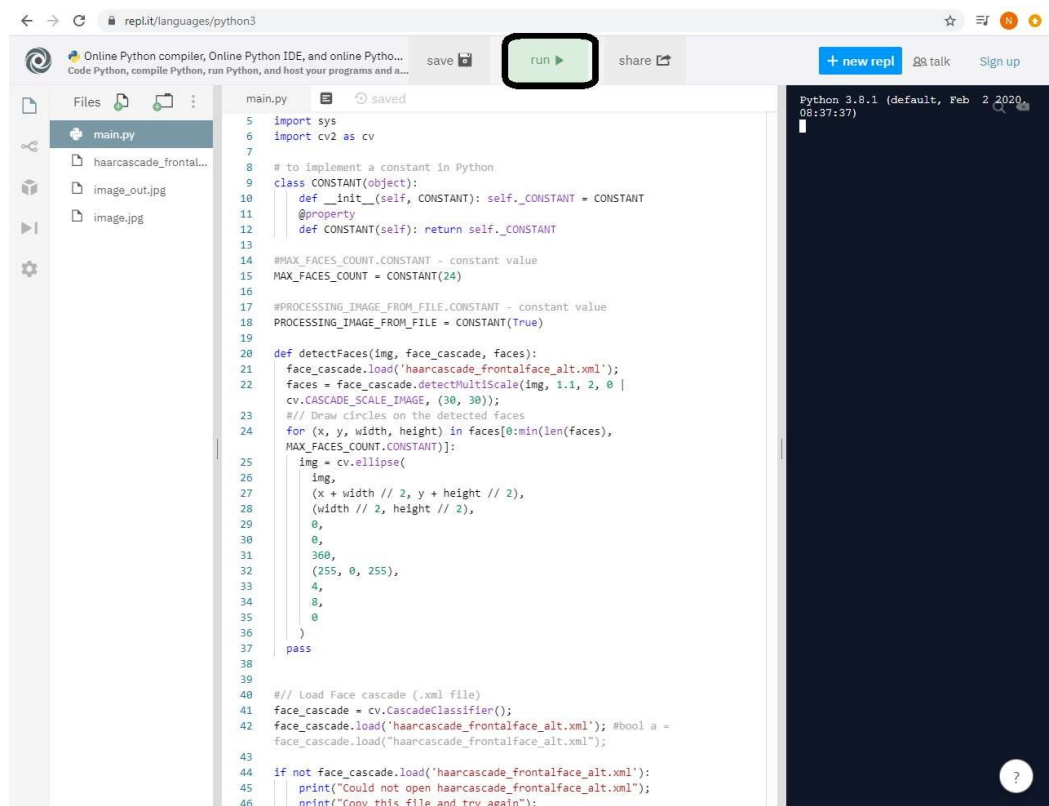 repl.it/languages/python3
N
Online Python compiler, Online Python IDE, and online Pytho...
Code Python, compile Python, run Python, and host your programs and a...
save
run
share
+ new repl
talk
Sign up
Files
main.py
haarcascade_frontal...
image_out.jpg
image.jpg
main.py
saved
5 import sys
6 import cv2 as cv
7
8 # to implement a constant in Python
9 class CONSTANT(object):
10 def __init__(self, CONSTANT): self._CONSTANT = CONSTANT
11 @property
12 def CONSTANT(self): return self._CONSTANT
13
14 #MAX_FACES_COUNT.CONSTANT - constant value
15 MAX_FACES_COUNT = CONSTANT(24)
16
17 #PROCESSING_IMAGE_FROM_FILE.CONSTANT - constant value
18 PROCESSING_IMAGE_FROM_FILE = CONSTANT(True)
19
20 def detectFaces(img, face_cascade, faces):
21 face_cascade.load('haarcascade_frontalface_alt.xml');
22 faces = face_cascade.detectMultiScale(img, 1.1, 2, 0 |
cv.CASCADE_SCALE_IMAGE, (30, 30));
23 #// Draw circles on the detected faces
24 for (x, y, width, height) in faces[0:min(len(faces),
MAX_FACES_COUNT.CONSTANT)]:
25 img = cv.ellipse(
26 img,
27 (x + width // 2, y + height // 2),
28 (width // 2, height // 2),
29 0,
30 0,
31 360,
32 (255, 0, 255),
33 4,
34 8,
35 0
36 )
37 pass
38
39
40 #// Load Face cascade (.xml file)
41 face_cascade = cv.CascadeClassifier();
42 face_cascade.load('haarcascade_frontalface_alt.xml'); #bool a =
face_cascade.load("haarcascade_frontalface_alt.xml");
43
44 if not face_cascade.load('haarcascade_frontalface_alt.xml'):
45 print("Could not open haarcascade_frontalface_alt.xml");
46 print("Copy this file and try again");
Python 3.8.1 (default, Feb 2 2020,
08:37:37)
?